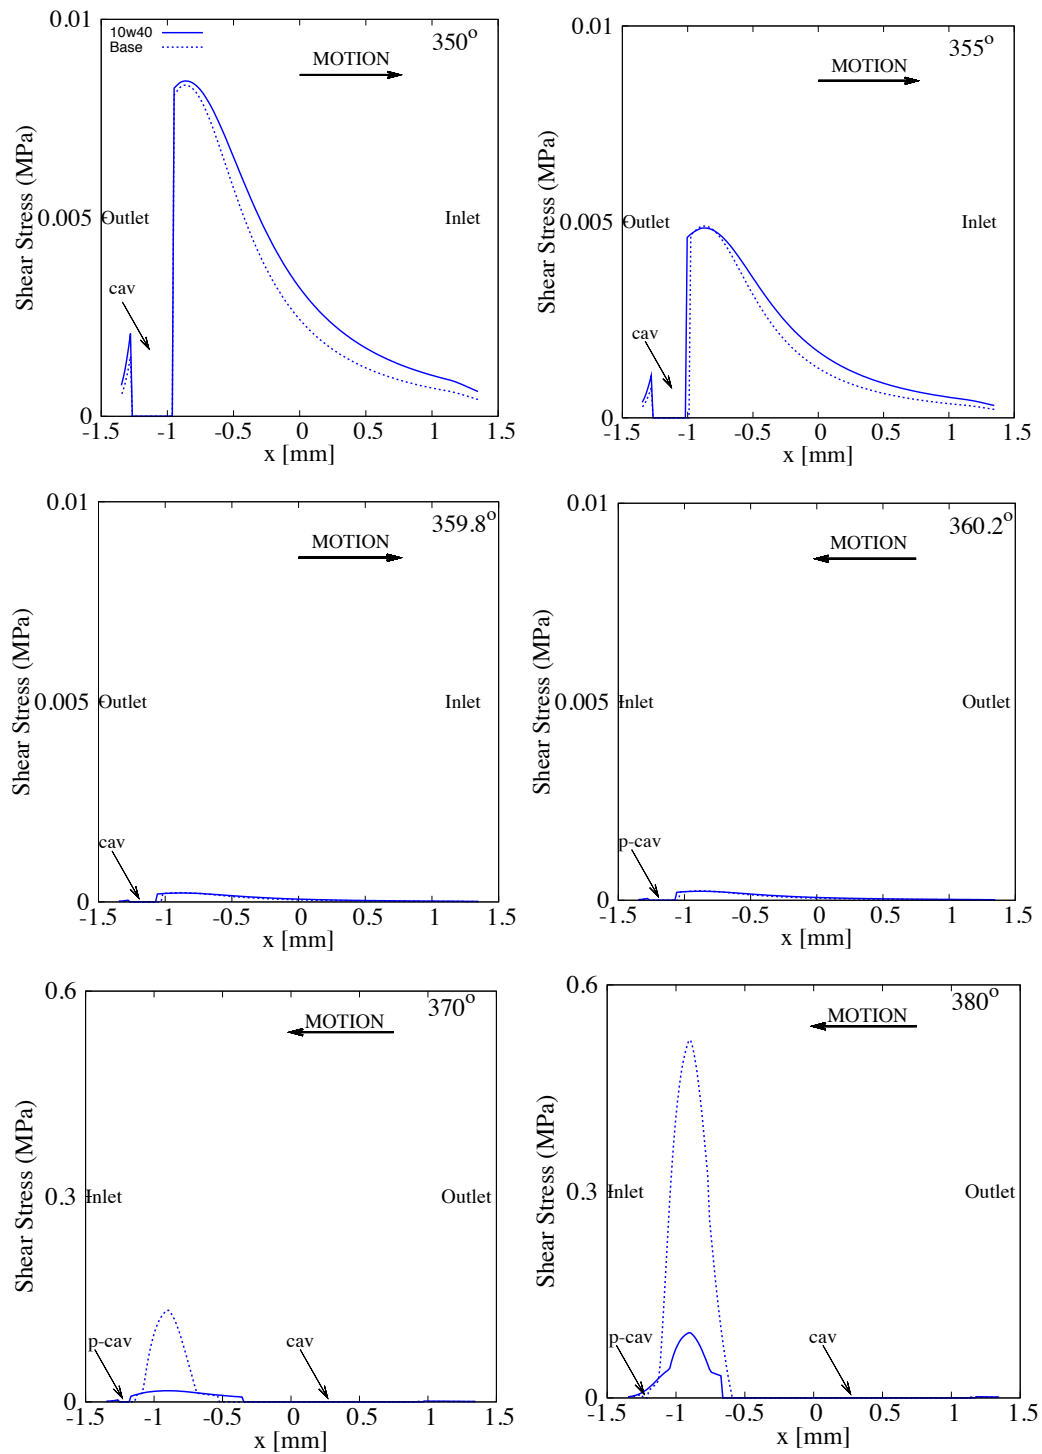 0.01
10w40
Base
350o
MOTION
Shear Stress (MPa)
0.005
Outlet
Inlet
cav
0
-1.5 -1 -0.5 0 0.5 1 1.5
x [mm]
0.01
355o
MOTION
Shear Stress (MPa)
0.005
Outlet
Inlet
cav
0
-1.5 -1 -0.5 0 0.5 1 1.5
x [mm]
0.01
359.8o
MOTION
Shear Stress (MPa)
0.005
Outlet
Inlet
cav
0
-1.5 -1 -0.5 0 0.5 1 1.5
x [mm]
0.01
360.2o
MOTION
Shear Stress (MPa)
0.005
Inlet
Outlet
p-cav
0
-1.5 -1 -0.5 0 0.5 1 1.5
x [mm]
0.6
370o
MOTION
Shear Stress (MPa)
0.3
Inlet
Outlet
p-cav
cav
0
-1.5 -1 -0.5 0 0.5 1 1.5
x [mm]
0.6
380o
MOTION
Shear Stress (MPa)
0.3
Inlet
Outlet
p-cav
cav
0
-1.5 -1 -0.5 0 0.5 1 1.5
x [mm]